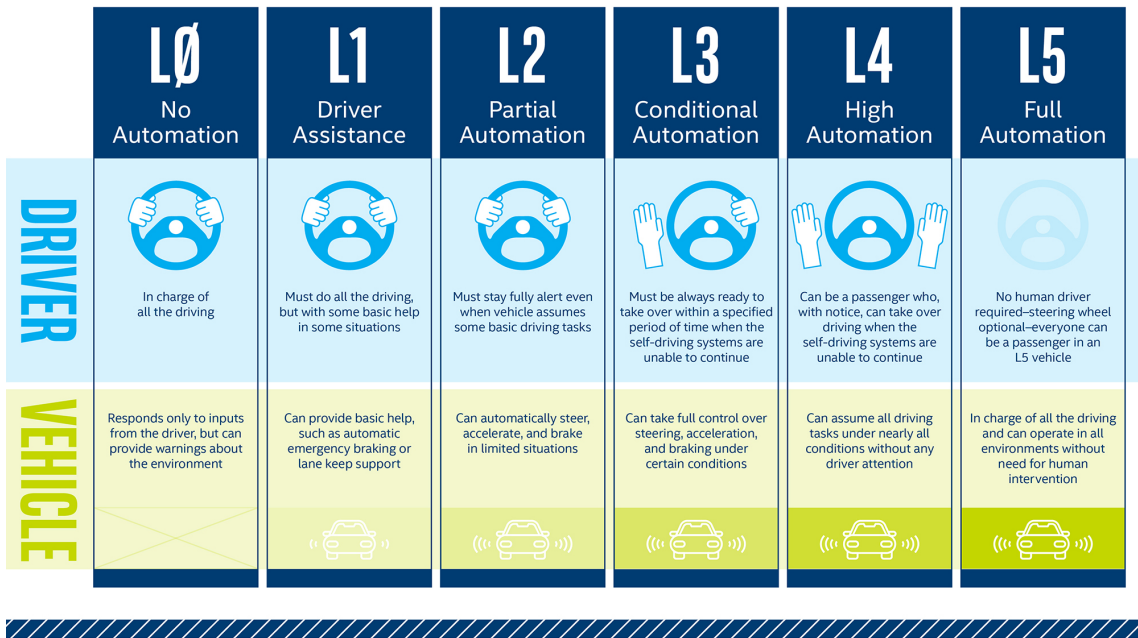 LØ
No
Automation
L1
Driver
Assistance
L2
Partial
Automation
L3
Conditional
Automation
L4
High
Automation
L5
Full
Automation
DRIVER
In charge of
all the driving
Must do all the driving,
but with some basic help
in some situations
Must stay fully alert even
when vehicle assumes
some basic driving tasks
Must be always ready to
take over within a specified
period of time when the
self-driving systems are
unable to continue
Can be a passenger who,
with notice, can take over
driving when the
self-driving systems are
unable to continue
No human driver
required–steering wheel
optional–everyone can
be a passenger in an
L5 vehicle
VEHICLE
Responds only to inputs
from the driver, but can
provide warnings about
the environment
Can provide basic help,
such as automatic
emergency braking or
lane keep support
Can automatically steer,
accelerate, and brake
in limited situations
Can take full control over
steering, acceleration,
and braking under
certain conditions
Can assume all driving
tasks under nearly all
conditions without any
driver attention
In charge of all the driving
and can operate in all
environments without
need for human
intervention